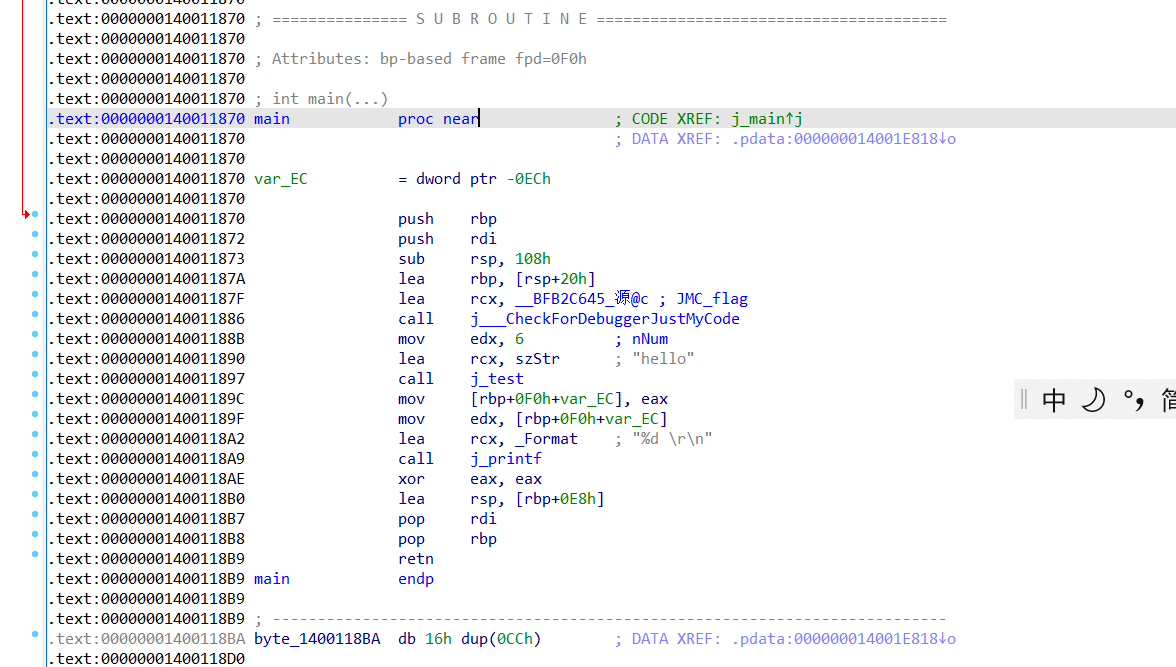 .text:0000000140011870
.text:0000000140011870 ; =============== S U B R O U T I N E =======================================
.text:0000000140011870
.text:0000000140011870 ; Attributes: bp-based frame fpd=0F0h
.text:0000000140011870
.text:0000000140011870 ; int main(...)
.text:0000000140011870 main            proc near               ; CODE XREF: j_main↑j
.text:0000000140011870                                         ; DATA XREF: .pdata:000000014001E818↓o
.text:0000000140011870
.text:0000000140011870 var_EC          = dword ptr -0ECh
.text:0000000140011870
.text:0000000140011870                 push    rbp
.text:0000000140011872                 push    rdi
.text:0000000140011873                 sub     rsp, 108h
.text:000000014001187A                 lea     rbp, [rsp+20h]
.text:000000014001187F                 lea     rcx, __BFB2C645_源@c ; JMC_flag
.text:0000000140011886                 call    j___CheckForDebuggerJustMyCode
.text:000000014001188B                 mov     edx, 6          ; nNum
.text:0000000140011890                 lea     rcx, szStr      ; "hello"
.text:0000000140011897                 call    j_test
.text:000000014001189C                 mov     [rbp+0F0h+var_EC], eax
.text:000000014001189F                 mov     edx, [rbp+0F0h+var_EC]
.text:00000001400118A2                 lea     rcx, _Format    ; "%d \r\n"
.text:00000001400118A9                 call    j_printf
.text:00000001400118AE                 xor     eax, eax
.text:00000001400118B0                 lea     rsp, [rbp+0E8h]
.text:00000001400118B7                 pop     rdi
.text:00000001400118B8                 pop     rbp
.text:00000001400118B9                 retn
.text:00000001400118B9 main            endp
.text:00000001400118B9
.text:00000001400118B9 ; ---------------------------------------------------------------------------
.text:00000001400118BA byte_1400118BA  db 16h dup(0CCh)        ; DATA XREF: .pdata:000000014001E818↓o
.text:00000001400118D0
中 °, 简